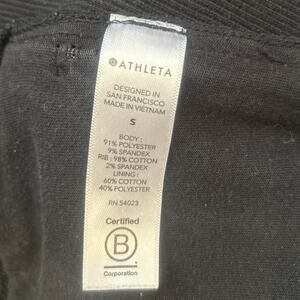 ATHLETA
DESIGNED IN
SAN FRANCISCO
MADE IN VIETNAM
S
BODY :
91% POLYESTER
9% SPANDEX
RIB : 98% COTTON
2% SPANDEX
LINING :
60% COTTON
40% POLYESTER
RN 54023
Certified
B
Corporation